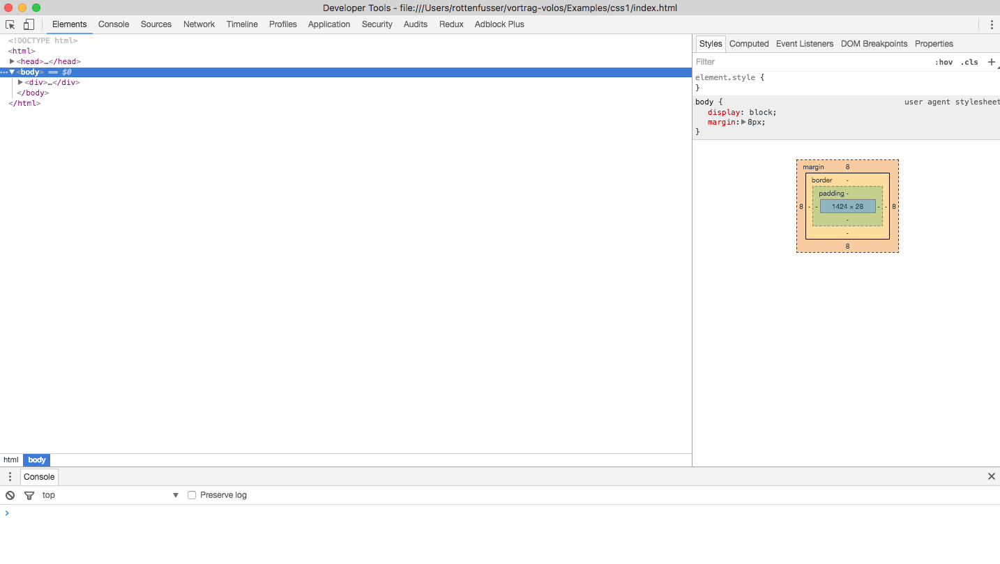 Developer Tools - file:///Users/rottenfusser/vortrag-volos/Examples/css1/index.html
Elements Console Sources Network Timeline Profiles Application Security Audits Redux Adblock Plus
<!DOCTYPE html>
<html>
<head>…</head>
<body> == $0
<div>…</div>
</body>
</html>
Styles Computed Event Listeners DOM Breakpoints Properties
Filter :hov .cls +
element.style {
}
body { user agent stylesheet
display: block;
margin: 8px;
}
margin 8
border -
padding -
8 - - 1424 × 28 - - 8
-
-
8
html body
Console
top Preserve log